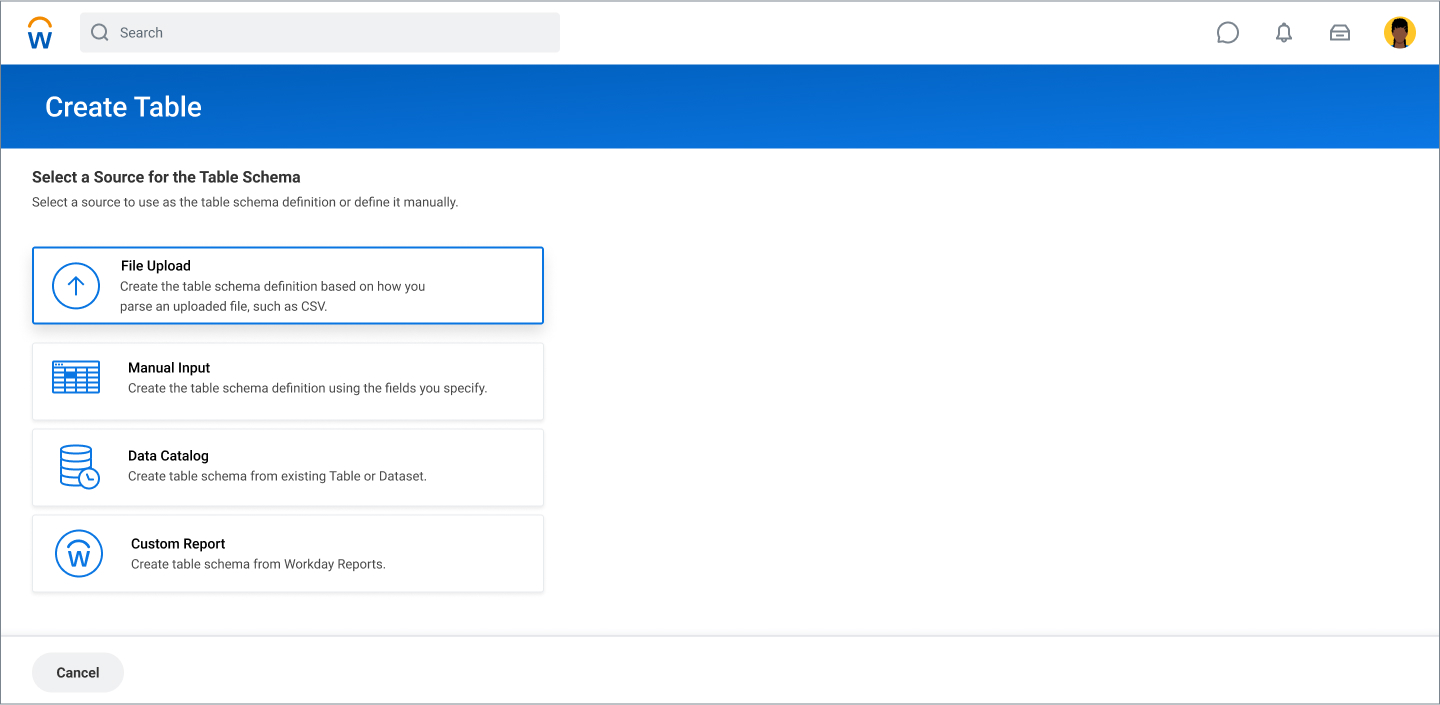 W
Search
Create Table
Select a Source for the Table Schema
Select a source to use as the table schema definition or define it manually.
File Upload
Create the table schema definition based on how you
parse an uploaded file, such as CSV.
Manual Input
Create the table schema definition using the fields you specify.
Data Catalog
Create table schema from existing Table or Dataset.
W
Custom Report
Create table schema from Workday Reports.
Cancel